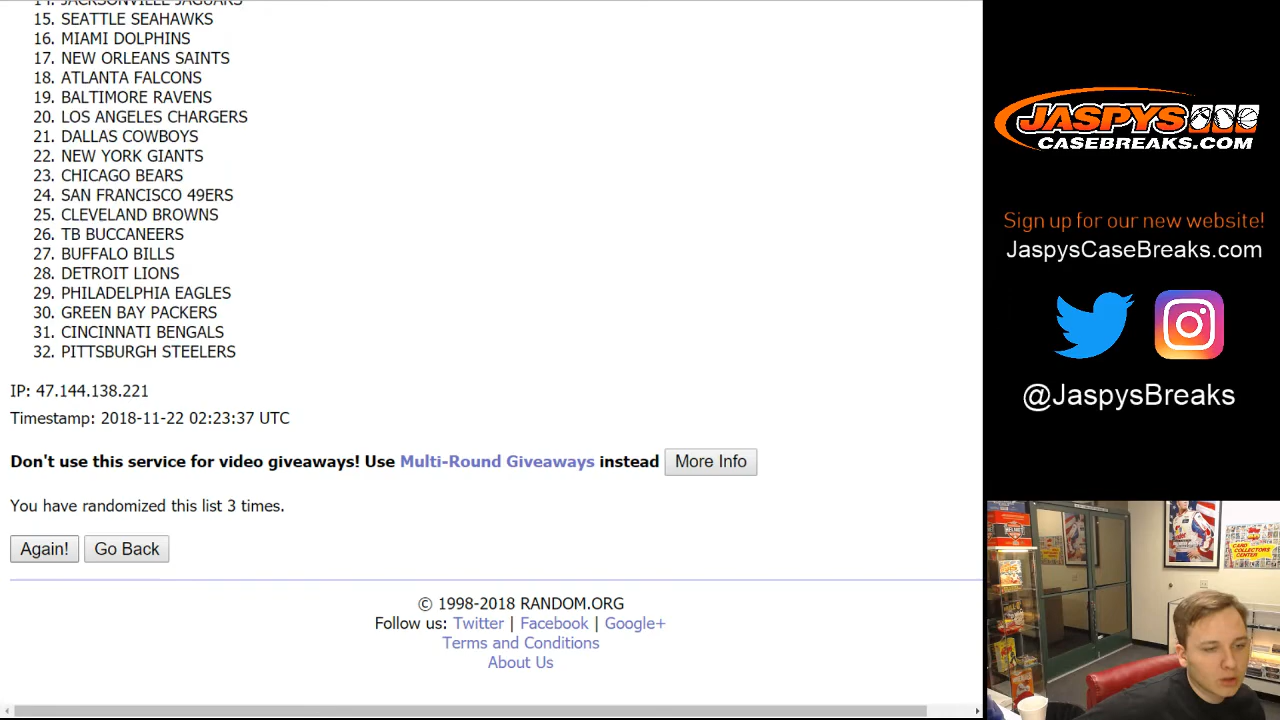 14. JACKSONVILLE JAGUARS
15. SEATTLE SEAHAWKS
16. MIAMI DOLPHINS
17. NEW ORLEANS SAINTS
18. ATLANTA FALCONS
19. BALTIMORE RAVENS
20. LOS ANGELES CHARGERS
21. DALLAS COWBOYS
22. NEW YORK GIANTS
23. CHICAGO BEARS
24. SAN FRANCISCO 49ERS
25. CLEVELAND BROWNS
26. TB BUCCANEERS
27. BUFFALO BILLS
28. DETROIT LIONS
29. PHILADELPHIA EAGLES
30. GREEN BAY PACKERS
31. CINCINNATI BENGALS
32. PITTSBURGH STEELERS
IP: 47.144.138.221
Timestamp: 2018-11-22 02:23:37 UTC
Don't use this service for video giveaways! Use Multi-Round Giveaways instead More Info
You have randomized this list 3 times.
Again! Go Back
© 1998-2018 RANDOM.ORG
Follow us: Twitter | Facebook | Google+
Terms and Conditions
About Us
JASPYS
CASEBREAKS.COM
Sign up for our new website!
JaspysCaseBreaks.com
@JaspysBreaks
CARD
COLLECTORS
CENTER